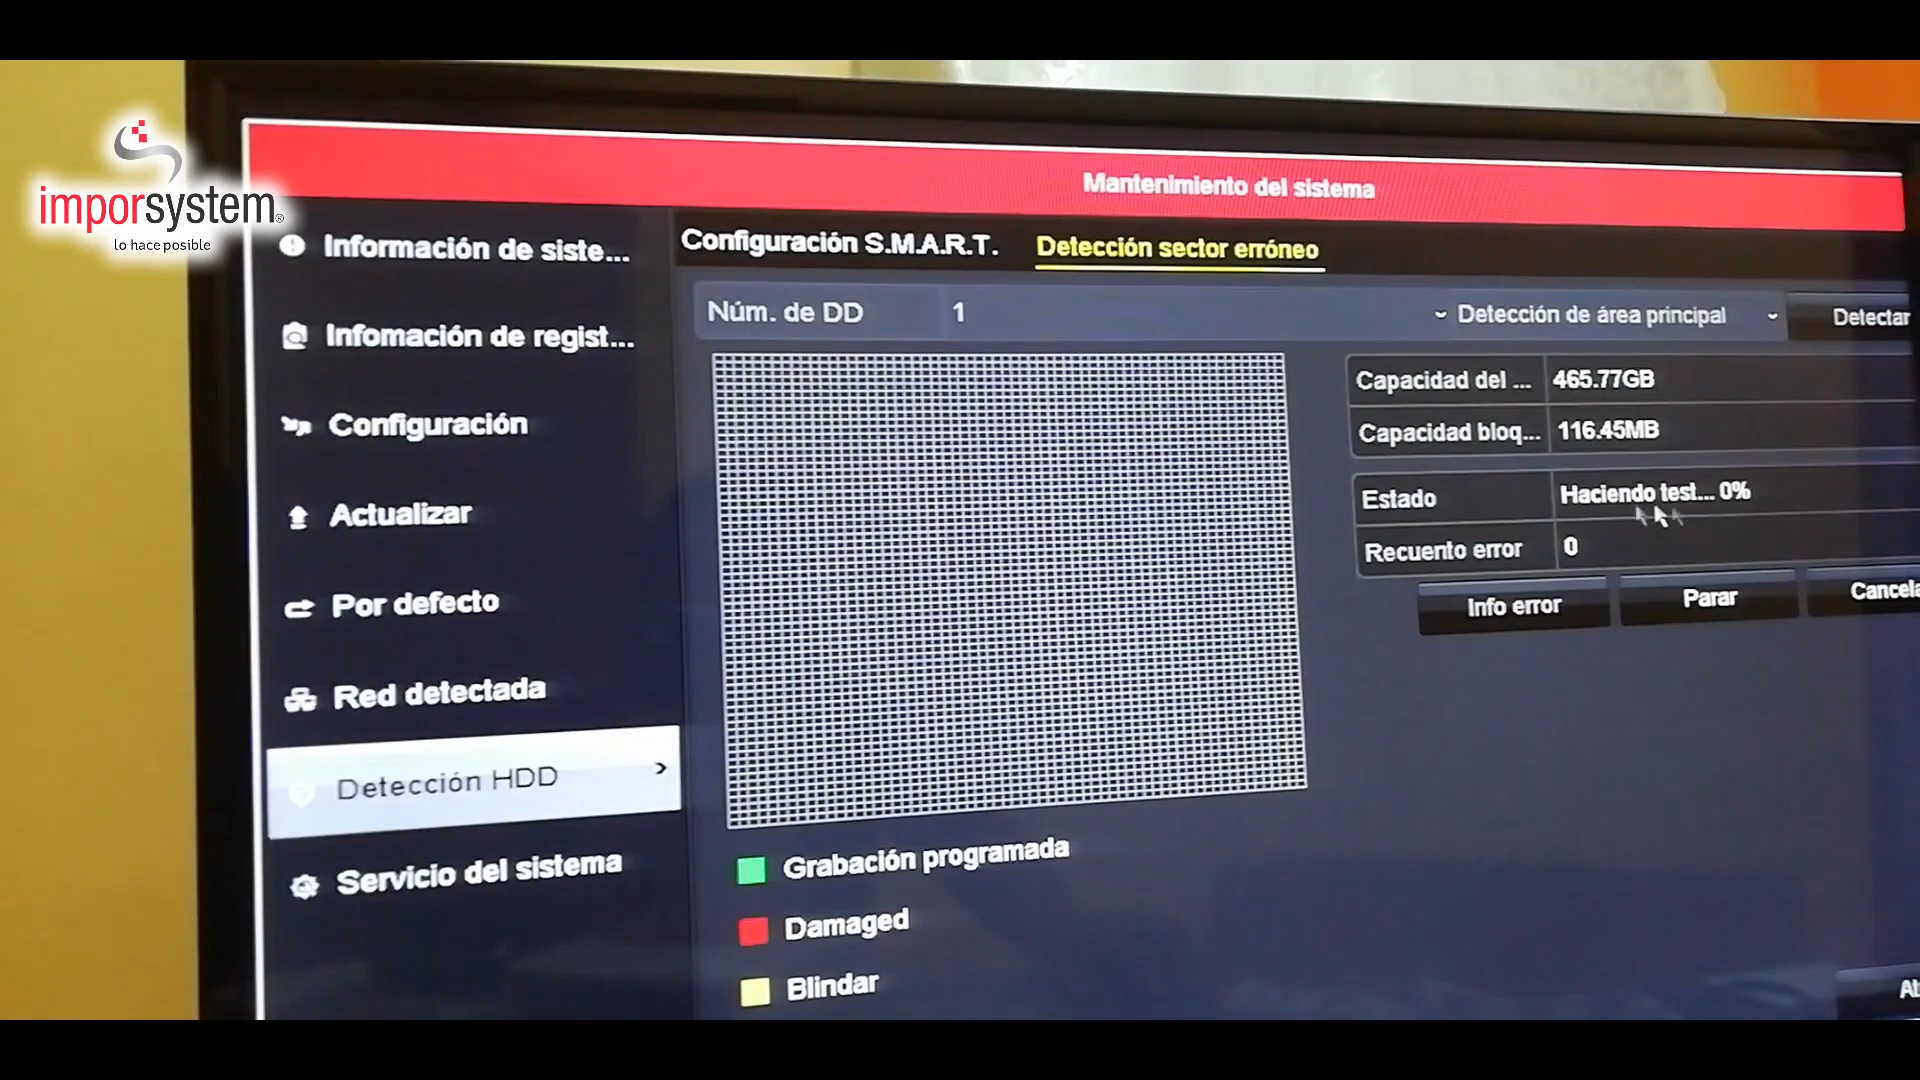 imporsystem®
lo hace posible
Mantenimiento del sistema
Información de siste...
Infomación de regist...
Configuración
Actualizar
Por defecto
Red detectada
Detección HDD >
Servicio del sistema
Configuración S.M.A.R.T. Detección sector erróneo
Núm. de DD 1 Detección de área principal Detectar
Capacidad del ... 465.77GB
Capacidad bloq... 116.45MB
Estado Haciendo test... 0%
Recuento error 0
Info error Parar Cancela
Grabación programada
Damaged
Blindar